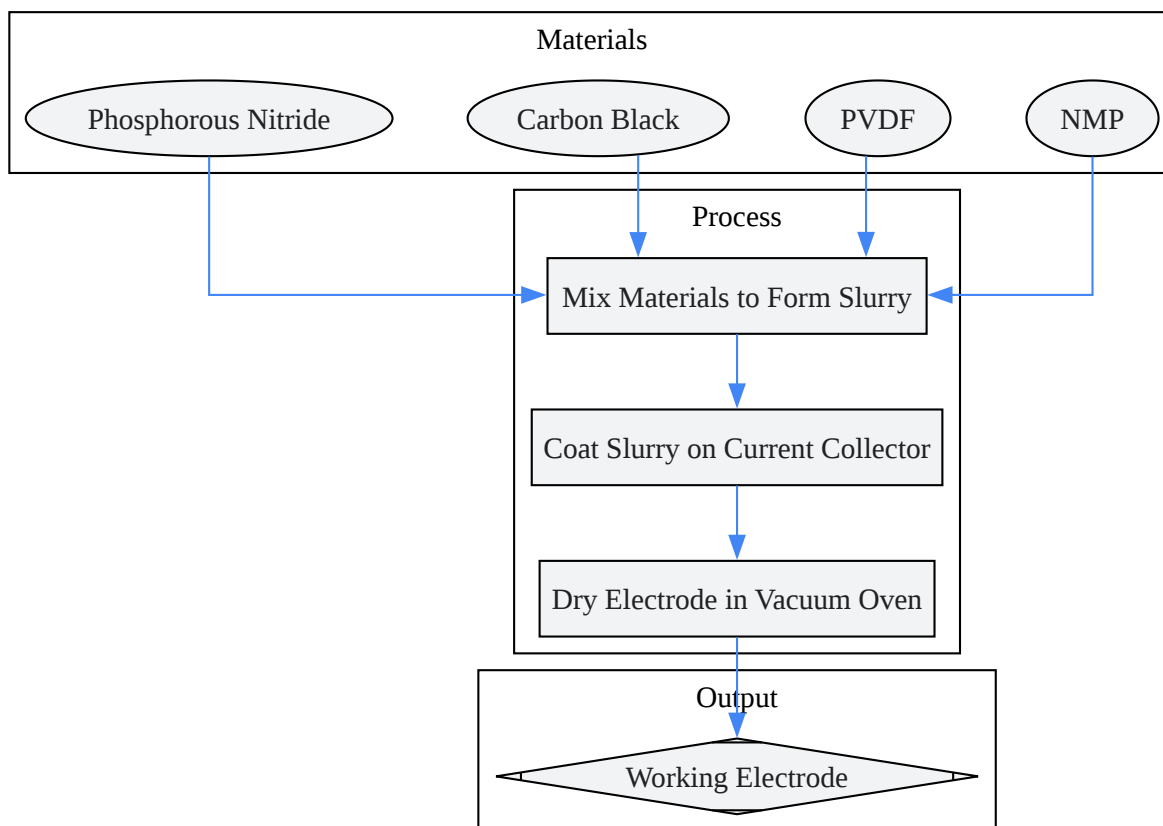 Materials
Phosphorous Nitride
Carbon Black
PVDF
NMP
Process
Mix Materials to Form Slurry
Coat Slurry on Current Collector
Dry Electrode in Vacuum Oven
Output
Working Electrode